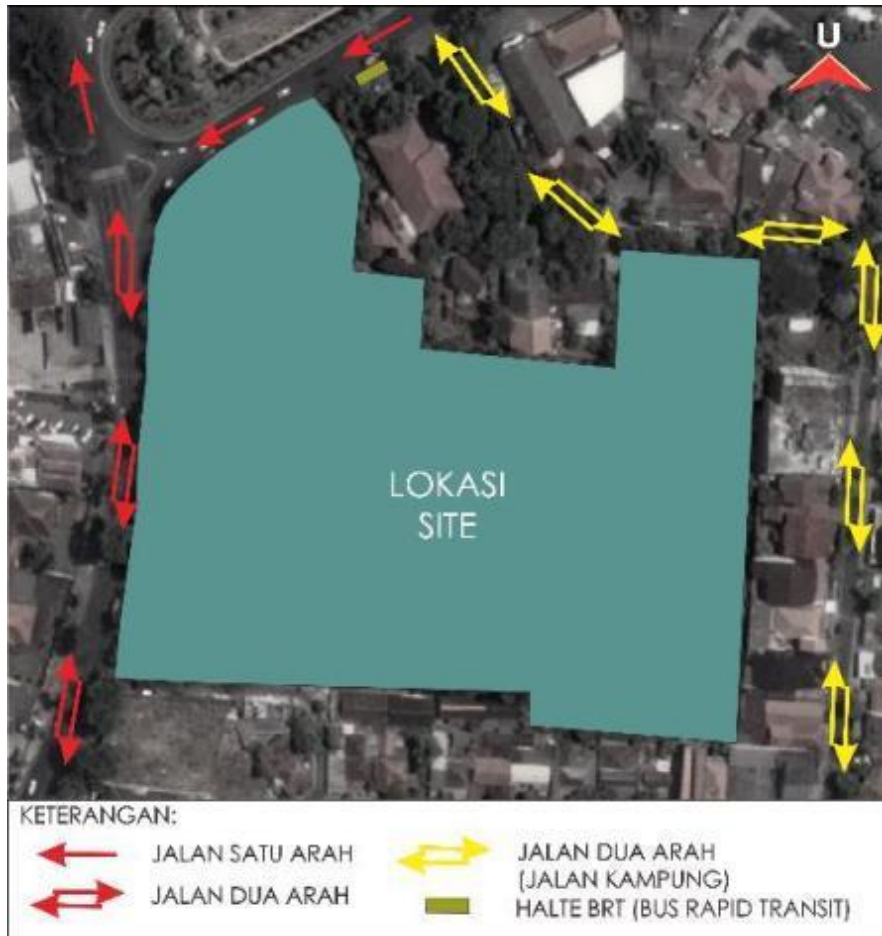 U
LOKASI
SITE
KETERANGAN:
JALAN SATU ARAH
JALAN DUA ARAH
JALAN DUA ARAH
(JALAN KAMPUNG)
HALTE BRT (BUS RAPID TRANSIT)